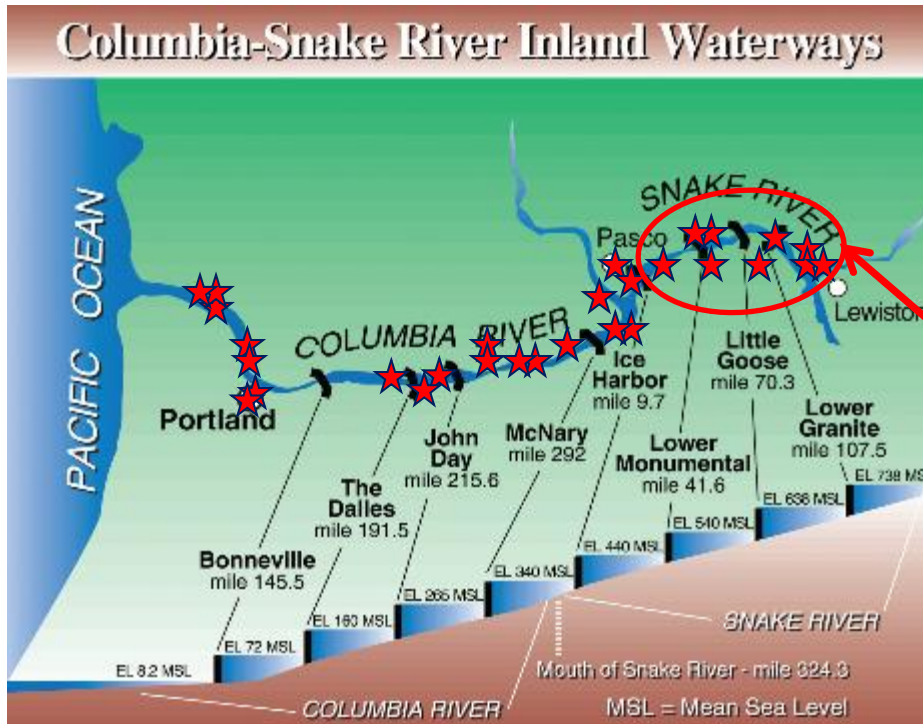 Columbia-Snake River Inland Waterways
PACIFIC OCEAN
SNAKE RIVER
Pasco
Lewiston
COLUMBIA RIVER
Portland
Ice
Harbor
mile 9.7
Little
Goose
mile 70.3
Lower
Granite
mile 107.5
McNary
mile 292
Lower
Monumental
mile 41.6
John
Day
mile 215.6
The
Dalles
mile 191.5
Bonneville
mile 145.5
EL 738 MSL
EL 638 MSL
EL 540 MSL
EL 440 MSL
EL 340 MSL
EL 265 MSL
EL 160 MSL
EL 72 MSL
EL 8.2 MSL
SNAKE RIVER
Mouth of Snake River - mile 324.3
COLUMBIA RIVER
MSL = Mean Sea Level